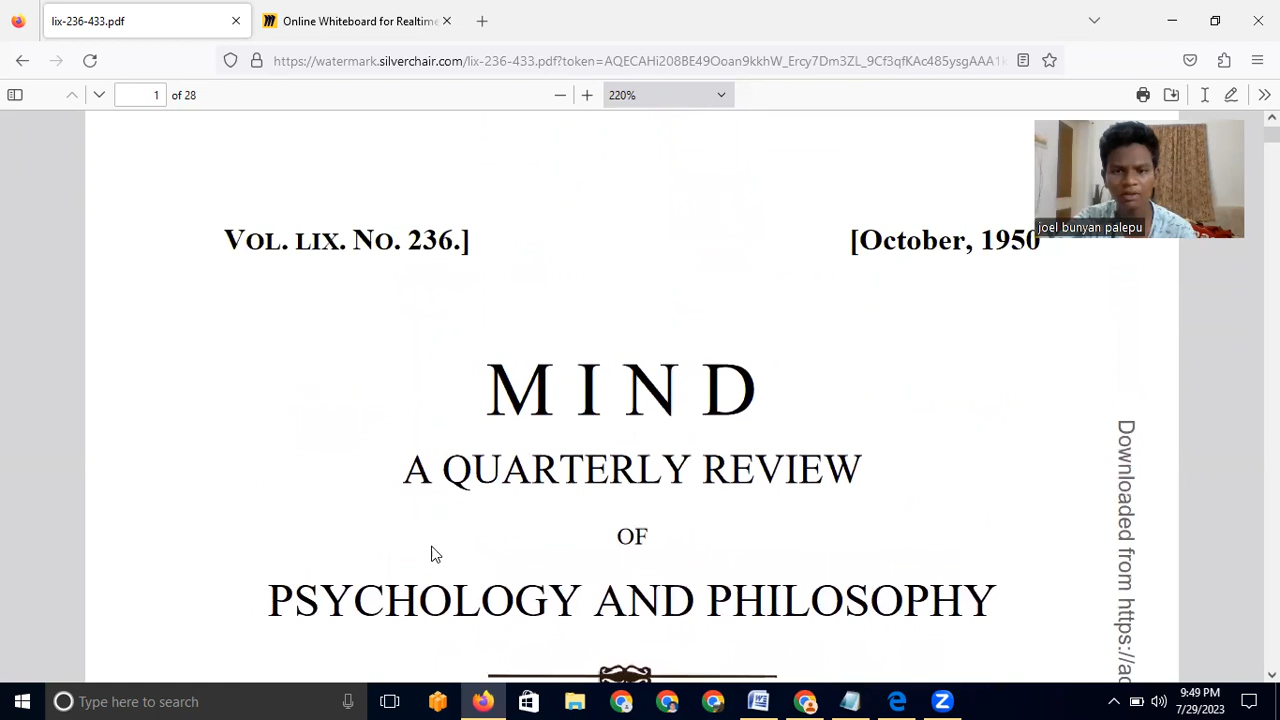 lix-236-433.pdf
Online Whiteboard for Realtime
https://watermark.silverchair.com/lix-236-433.pdf?token=AQECAHi208BE49Ooan9kkhW_Ercy7Dm3ZL_9Cf3qfKAc485ysgAAA1
1 of 28
220%
joel bunyan palepu
VOL. LIX. NO. 236.]
[October, 1950
MIND
A QUARTERLY REVIEW
OF
PSYCHOLOGY AND PHILOSOPHY
Downloaded from https://ac
Type here to search
9:49 PM
7/29/2023